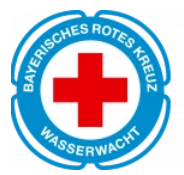 BAYERISCHES ROTES KREUZ
WASSERWACHT